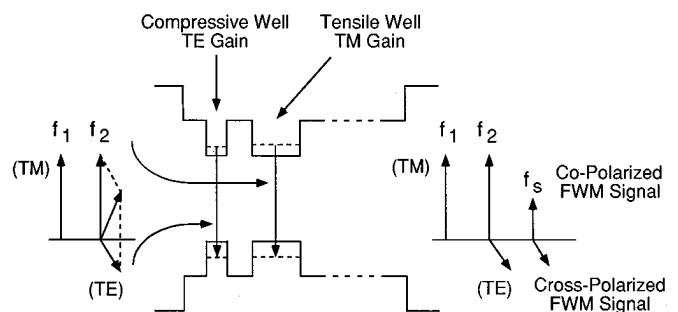 Compressive Well
TE Gain
Tensile Well
TM Gain
f1
f2
(TM)
(TE)
f1
f2
(TM)
fs
Co-Polarized
FWM Signal
(TE)
Cross-Polarized
FWM Signal